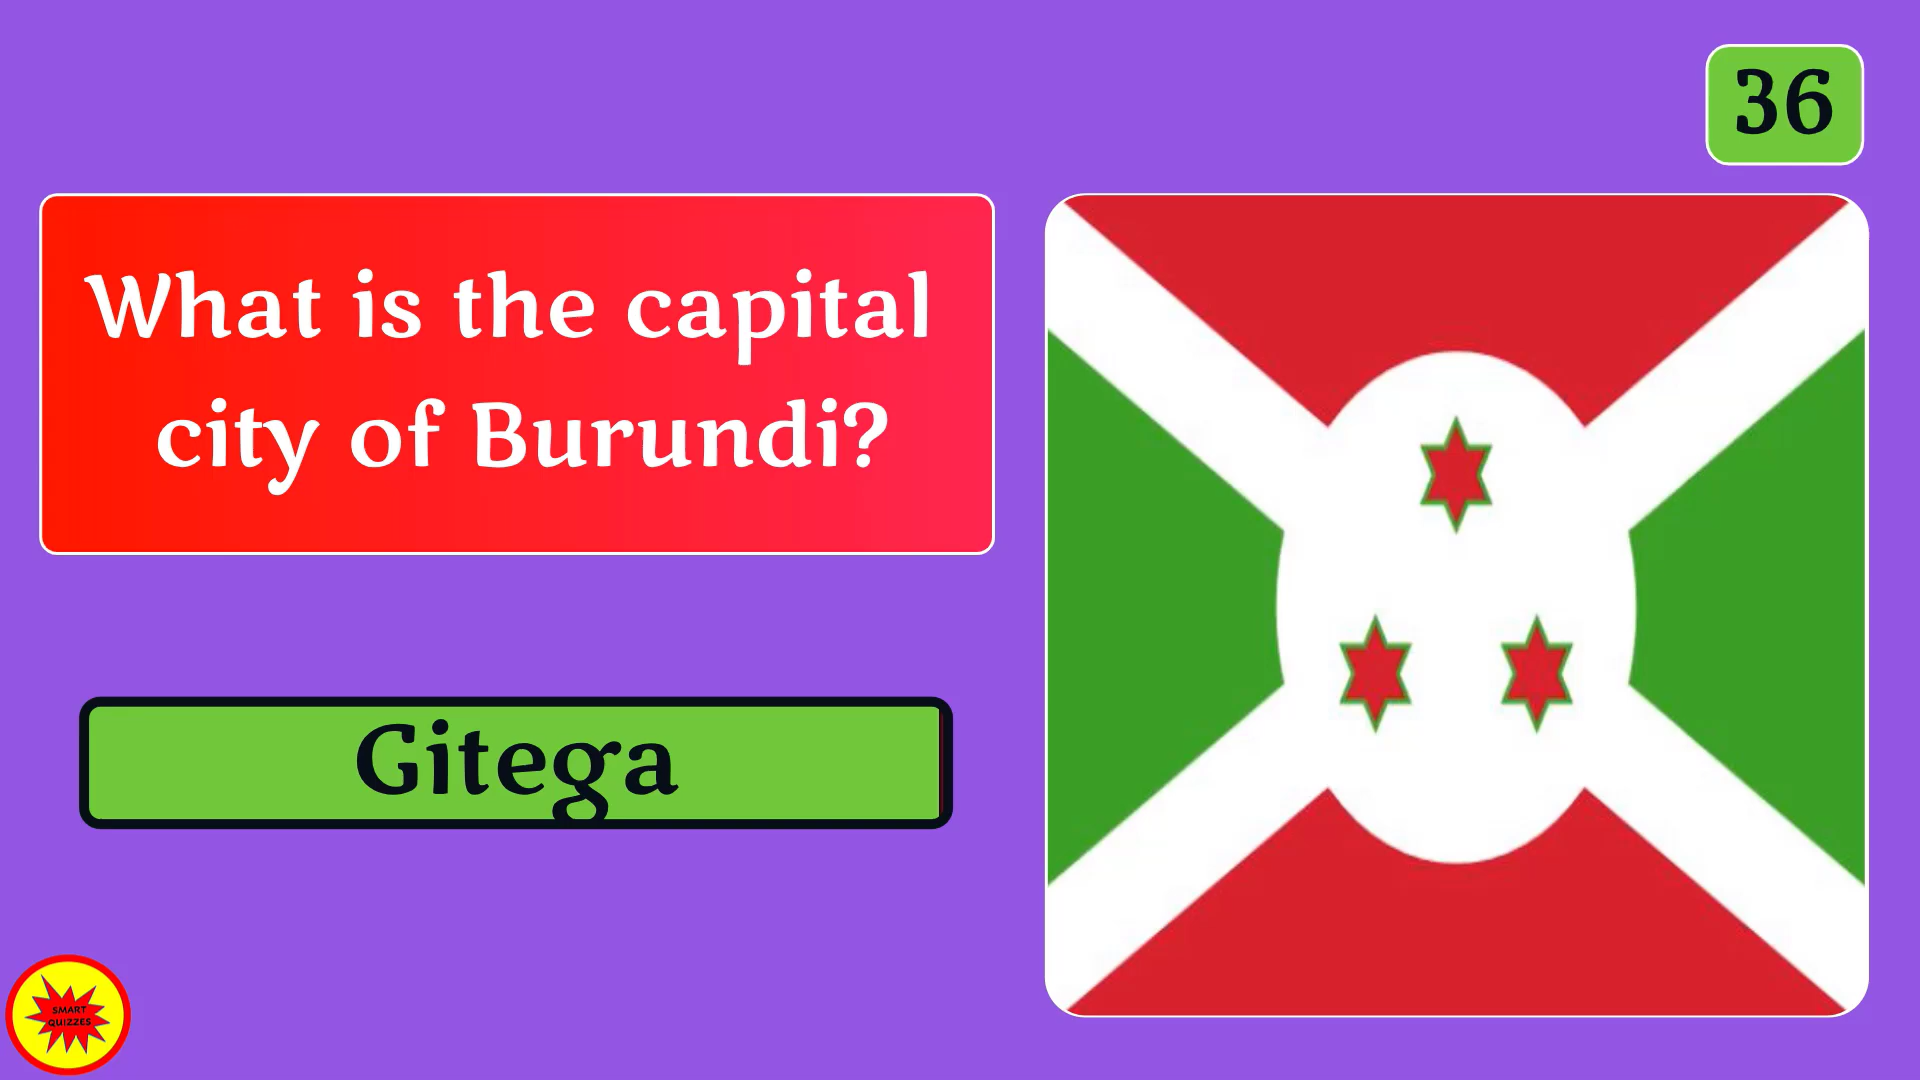 36
What is the capital
city of Burundi?
Gitega
SMART
QUIZZES